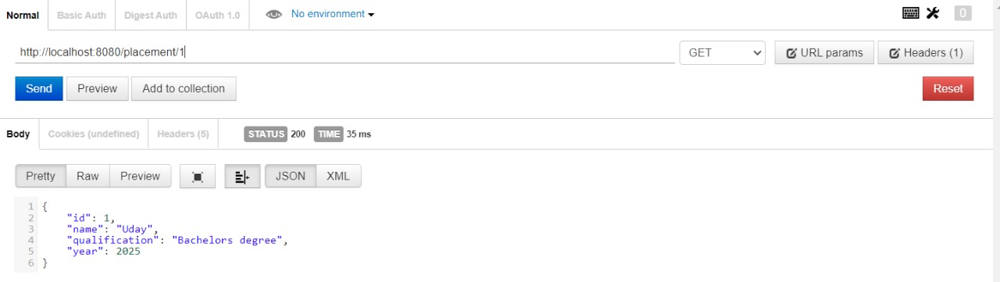 Normal Basic Auth Digest Auth OAuth 1.0 No environment 0
http://localhost:8080/placement/1 GET URL params Headers (1)
Send Preview Add to collection Reset
Body Cookies (undefined) Headers (5) STATUS 200 TIME 35 ms
Pretty Raw Preview JSON XML
1 {
2 "id": 1,
3 "name": "Uday",
4 "qualification": "Bachelors degree",
5 "year": 2025
6 }